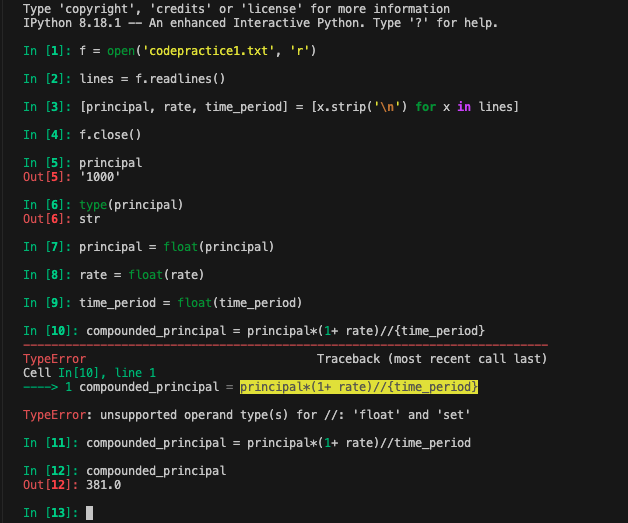 Type 'copyright', 'credits' or 'license' for more information
IPython 8.18.1 -- An enhanced Interactive Python. Type '?' for help.
In [1]: f = open('codepractice1.txt', 'r')
In [2]: lines = f.readlines()
In [3]: [principal, rate, time_period] = [x.strip('\n') for x in lines]
In [4]: f.close()
In [5]: principal
Out[5]: '1000'
In [6]: type(principal)
Out[6]: str
In [7]: principal = float(principal)
In [8]: rate = float(rate)
In [9]: time_period = float(time_period)
In [10]: compounded_principal = principal*(1+ rate)//{time_period}
---------------------------------------------------------------------------
TypeError                                 Traceback (most recent call last)
Cell In[10], line 1
----> 1 compounded_principal = principal*(1+ rate)//{time_period}
TypeError: unsupported operand type(s) for //: 'float' and 'set'
In [11]: compounded_principal = principal*(1+ rate)//time_period
In [12]: compounded_principal
Out[12]: 381.0
In [13]: